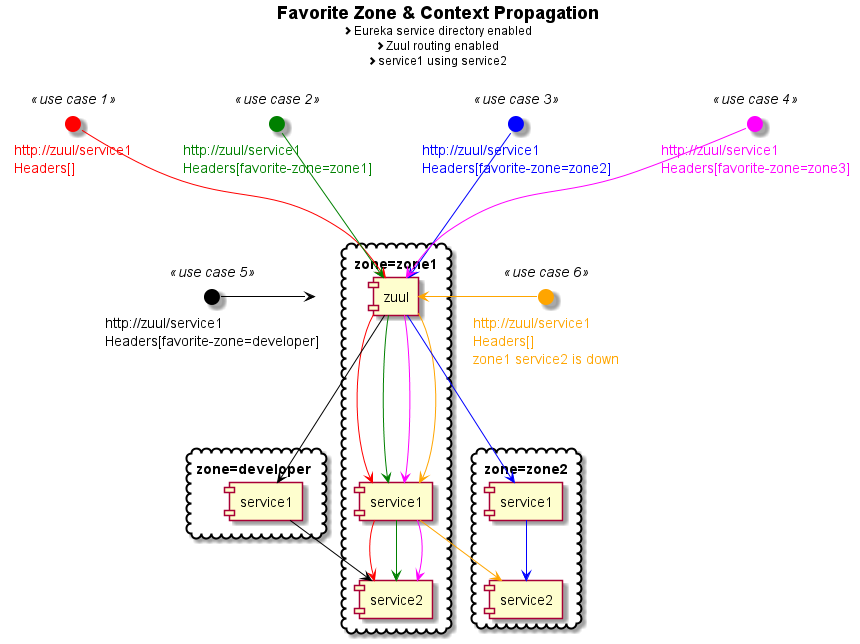 Favorite Zone & Context Propagation
Eureka service directory enabled
Zuul routing enabled
service1 using service2
«use case 1»
«use case 2»
«use case 3»
«use case 4»
http://zuul/service1
Headers[]
http://zuul/service1
Headers[favorite-zone=zone1]
http://zuul/service1
Headers[favorite-zone=zone2]
http://zuul/service1
Headers[favorite-zone=zone3]
zone=zone1
«use case 5»
«use case 6»
zuul
http://zuul/service1
Headers[favorite-zone=developer]
http://zuul/service1
Headers[]
zone1 service2 is down
zone=developer
zone=zone2
service1
service1
service1
service2
service2